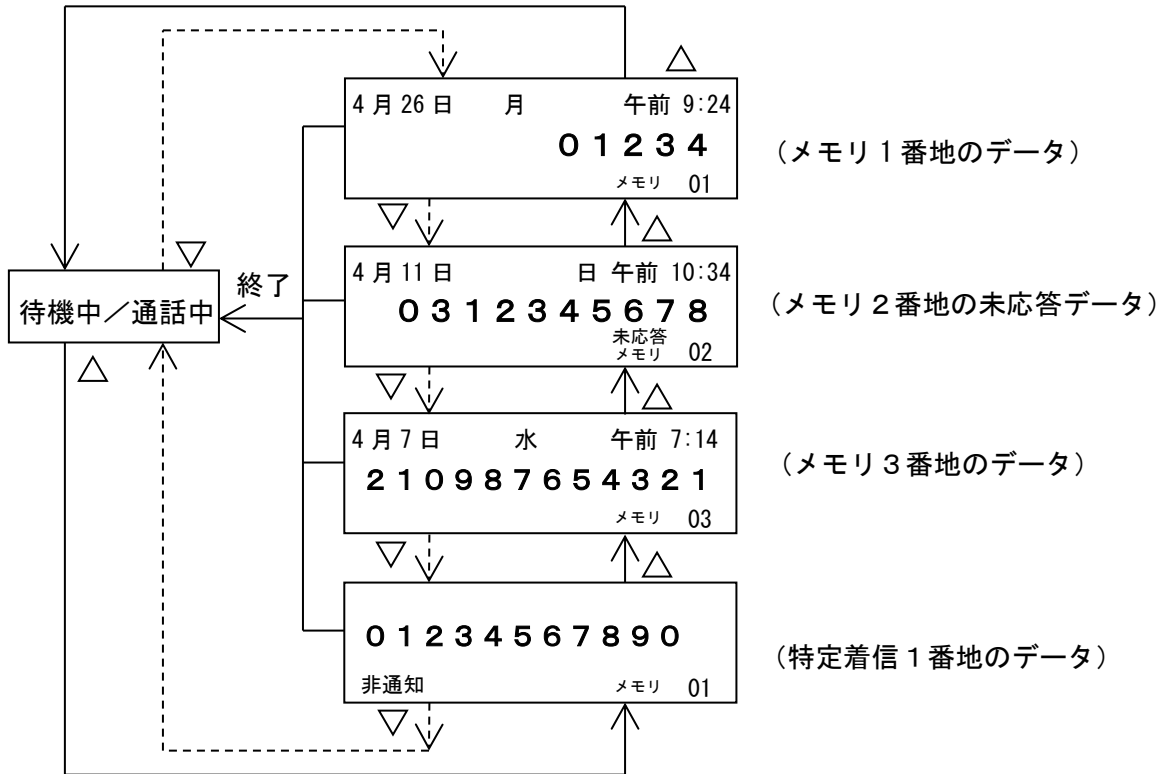 △
4月26日 月 午前 9:24
01234
メモリ 01
(メモリ1番地のデータ)
▽ △
4月11日 日 午前 10:34
0312345678
未応答
メモリ 02
(メモリ2番地の未応答データ)
▽
待機中/通話中
終了
△
▽ △
4月7日 水 午前 7:14
210987654321
メモリ 03
(メモリ3番地のデータ)
▽ △
01234567890
非通知 メモリ 01
(特定着信1番地のデータ)
▽